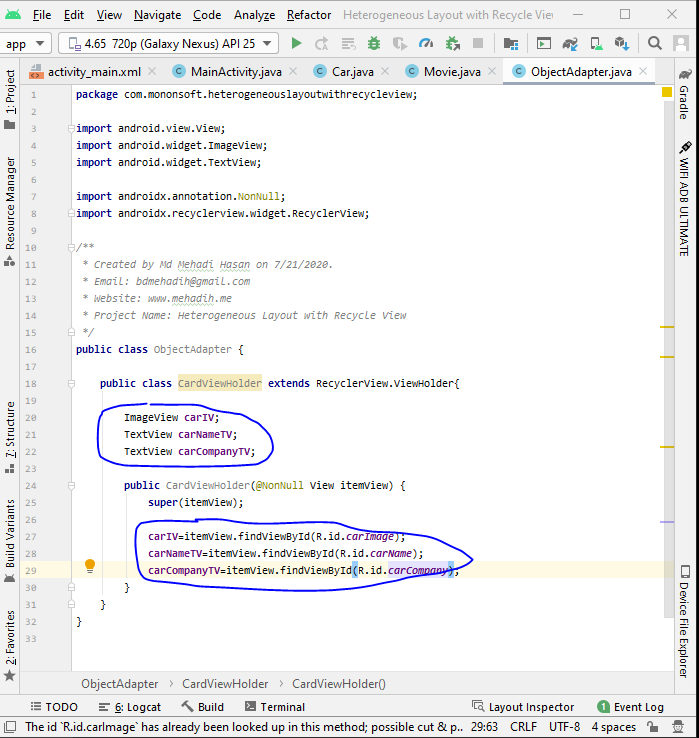 File Edit View Navigate Code Analyze Refactor Heterogeneous Layout with Recycle View
app 4.65 720p (Galaxy Nexus) API 25
activity_main.xml MainActivity.java Car.java Movie.java ObjectAdapter.java
1: Project
Resource Manager
7: Structure
Build Variants
2: Favorites
1 package com.mononsoft.heterogeneouslayoutwithrecycleview;
2
3 import android.view.View;
4 import android.widget.ImageView;
5 import android.widget.TextView;
6
7 import androidx.annotation.NonNull;
8 import androidx.recyclerview.widget.RecyclerView;
9
10 /**
11 * Created by Md Mehadi Hasan on 7/21/2020.
12 * Email: bdmehadih@gmail.com
13 * Website: www.mehadih.me
14 * Project Name: Heterogeneous Layout with Recycle View
15 */
16 public class ObjectAdapter {
17
18 public class CardViewHolder extends RecyclerView.ViewHolder{
19
20 ImageView carIV;
21 TextView carNameTV;
22 TextView carCompanyTV;
23
24 public CardViewHolder(@NonNull View itemView) {
25 super(itemView);
26
27 carIV=itemView.findViewById(R.id.carImage);
28 carNameTV=itemView.findViewById(R.id.carName);
29 carCompanyTV=itemView.findViewById(R.id.carCompany);
30 }
31 }
32 }
33
Gradle
WIFI ADB ULTIMATE
Device File Explorer
ObjectAdapter CardViewHolder CardViewHolder()
TODO 6: Logcat Build Terminal Layout Inspector 1 Event Log
The id `R.id.carImage` has already been looked up in this method; possible cut & p.. 29:63 CRLF UTF-8 4 spaces